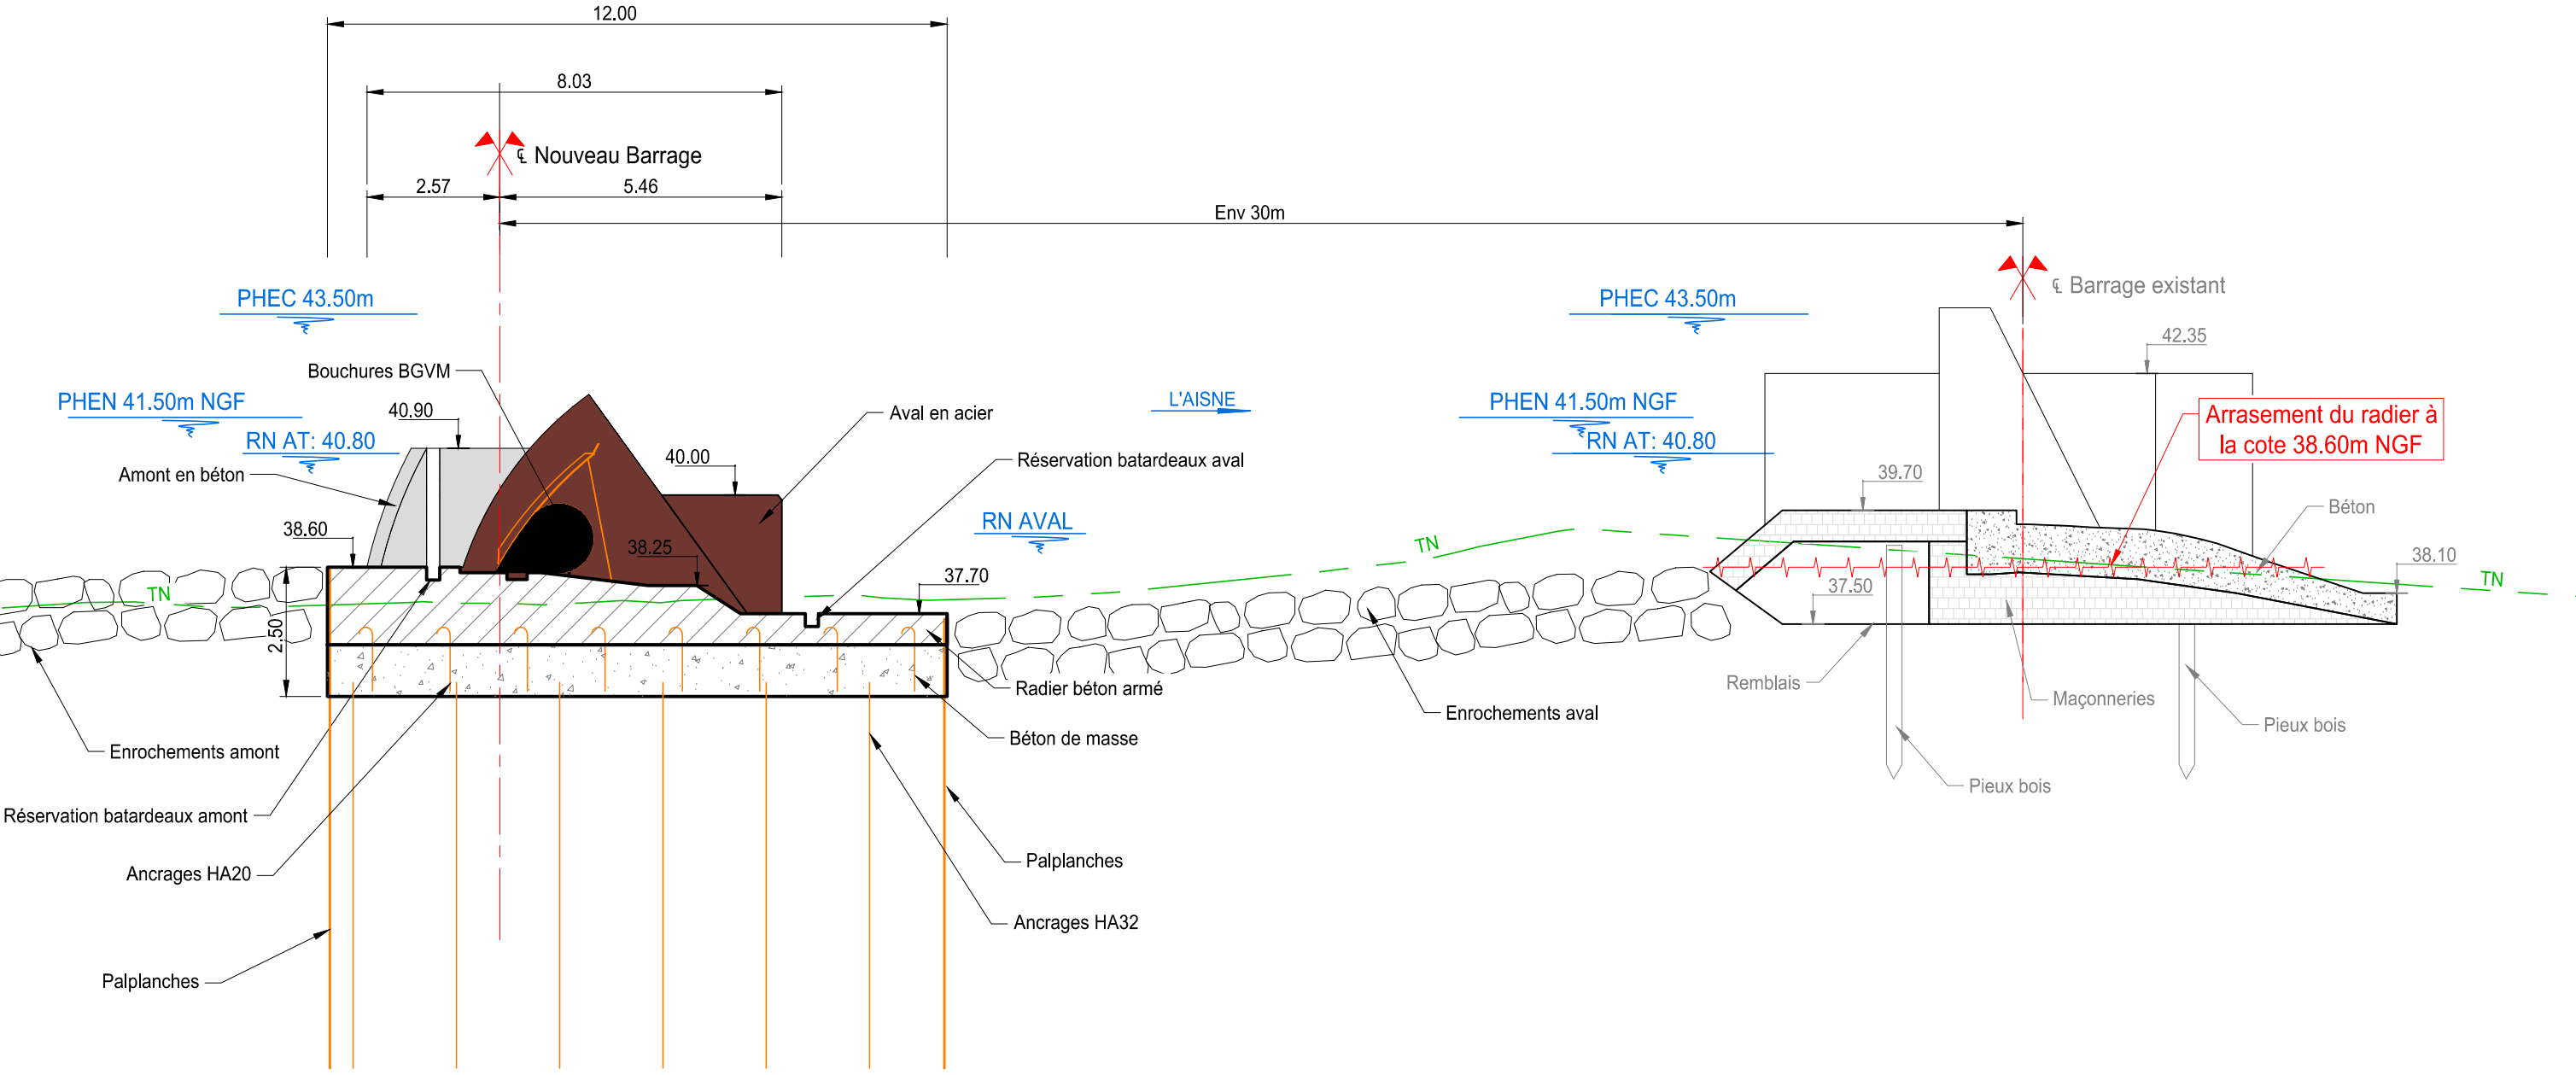 12.00
8.03
℄ Nouveau Barrage
2.57
5.46
Env 30m
PHEC 43.50m
PHEC 43.50m
℄ Barrage existant
42.35
Bouchures BGVM
PHEN 41.50m NGF
40.90
RN AT: 40.80
Amont en béton
38.60
Aval en acier
40.00
Réservation batardeaux aval
L'AISNE
PHEN 41.50m NGF
RN AT: 40.80
Arrasement du radier à
la cote 38.60m NGF
39.70
Béton
RN AVAL
38.25
37.70
TN
TN
TN
38.10
37.50
2.50
Radier béton armé
Béton de masse
Enrochements aval
Remblais
Maçonneries
Pieux bois
Pieux bois
Enrochements amont
Réservation batardeaux amont
Ancrages HA20
Palplanches
Ancrages HA32
Palplanches